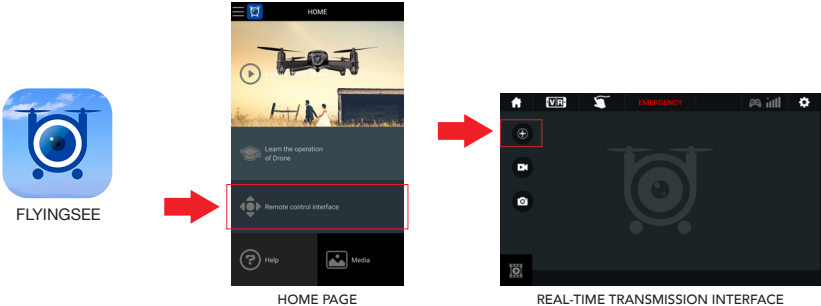 HOME
Learn the operation
of Drone
Remote control interface
Help
Media
FLYINGSEE
HOME PAGE
VR
EMERGENCY
REAL-TIME TRANSMISSION INTERFACE